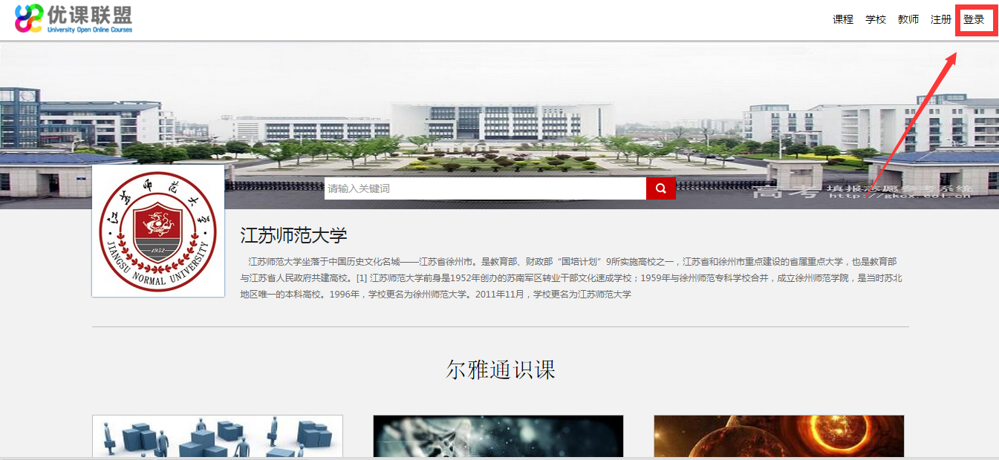 优课联盟
University Open Online Courses
课程 学校 教师 注册 登录
请输入关键词
高考 填报志愿参考系统
http://gkcx.eol.cn
江苏师范大学
JIANGSU NORMAL UNIVERSITY
1952
江苏师范大学
江苏师范大学坐落于中国历史文化名城——江苏省徐州市。是教育部、财政部“国培计划”9所实施高校之一，江苏省和徐州市重点建设的省属重点大学，也是教育部
与江苏省人民政府共建高校。[1] 江苏师范大学前身是1952年创办的苏南军区转业干部文化速成学校；1959年与徐州师范专科学校合并，成立徐州师范学院，是当时苏北
地区唯一的本科高校。1996年，学校更名为徐州师范大学。2011年11月，学校更名为江苏师范大学
尔雅通识课